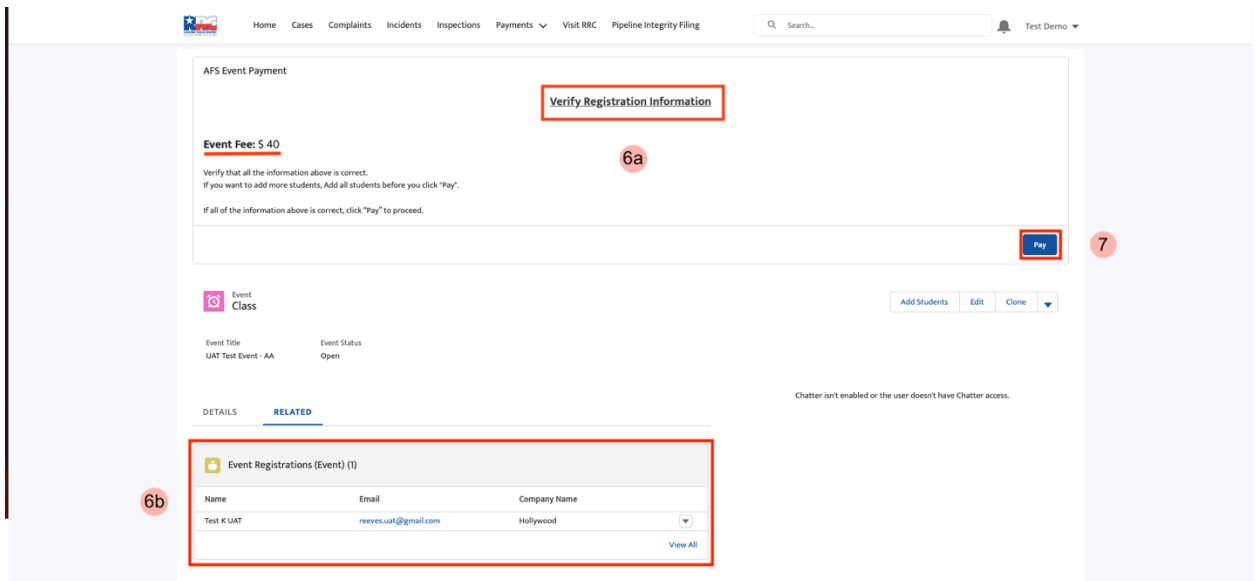 RRC
Home Cases Complaints Incidents Inspections Payments Visit RRC Pipeline Integrity Filing Search... Test Demo
AFS Event Payment
Verify Registration Information
Event Fee: $ 40
6a
Verify that all the information above is correct.
If you want to add more students, Add all students before you click "Pay".
If all of the information above is correct, click "Pay" to proceed.
Pay 7
Event
Class
Add Students Edit Clone
Event Title Event Status
UAT Test Event - AA Open
Chatter isn't enabled or the user doesn't have Chatter access.
DETAILS RELATED
Event Registrations (Event) (1)
6b
Name Email Company Name
Test K UAT reeves.uat@gmail.com Hollywood
View All